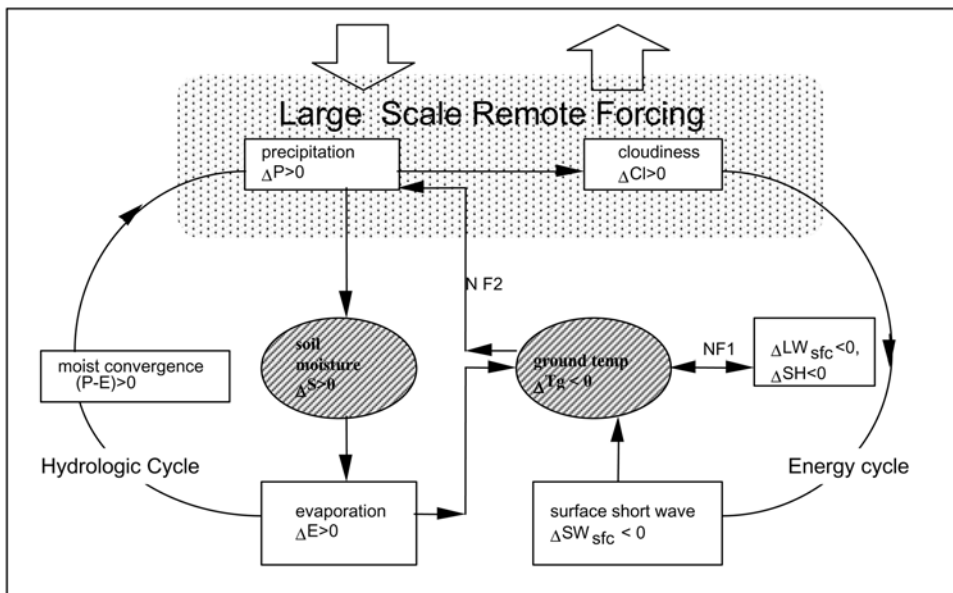 Large Scale Remote Forcing
precipitation
ΔP>0
cloudiness
ΔCl>0
N F2
soil
moisture
ΔS>0
ground temp
ΔTg < 0
NF1
ΔLWsfc<0,
ΔSH<0
moist convergence
(P-E)>0
Hydrologic Cycle
Energy cycle
evaporation
ΔE>0
surface short wave
ΔSWsfc < 0